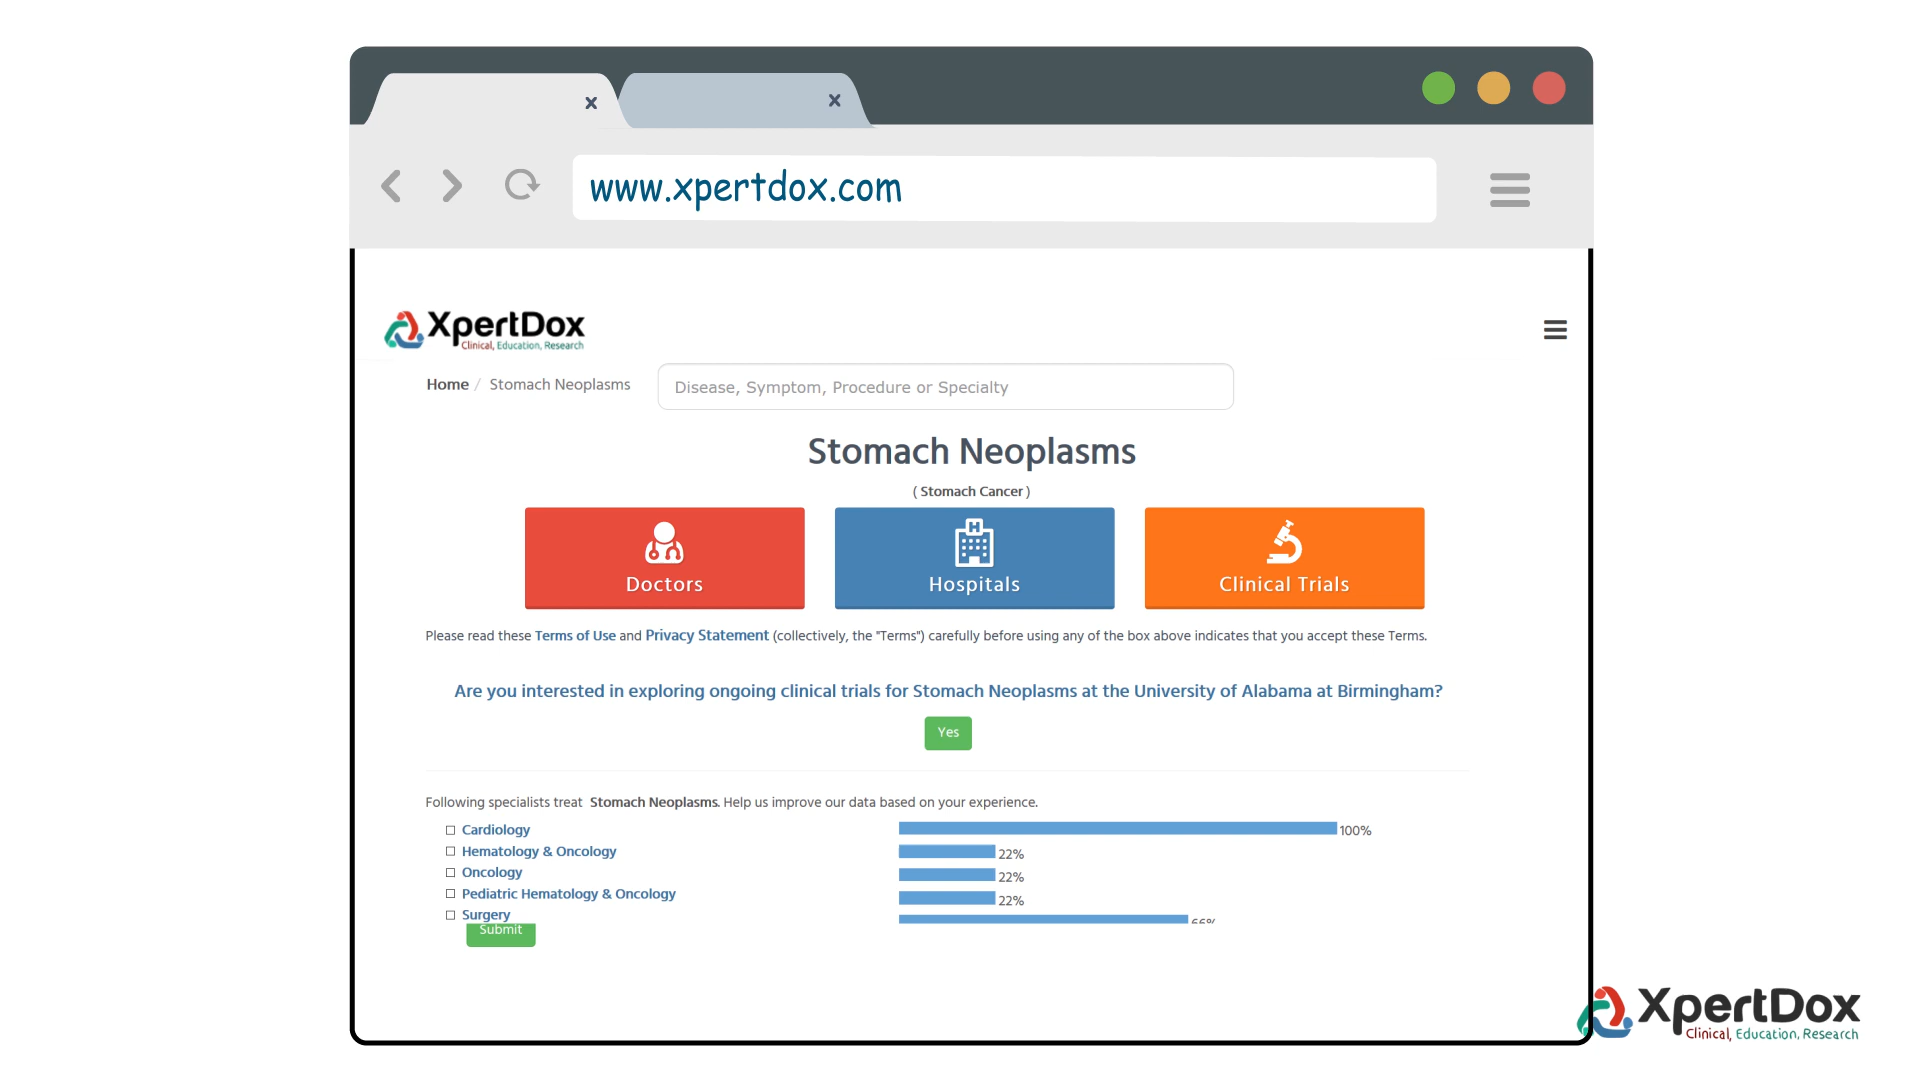 www.xpertdox.com
XpertDox
Clinical, Education, Research
Home / Stomach Neoplasms
Disease, Symptom, Procedure or Specialty
Stomach Neoplasms
( Stomach Cancer )
Doctors
Hospitals
Clinical Trials
Please read these Terms of Use and Privacy Statement (collectively, the "Terms") carefully before using any of the box above indicates that you accept these Terms.
Are you interested in exploring ongoing clinical trials for Stomach Neoplasms at the University of Alabama at Birmingham?
Yes
Following specialists treat Stomach Neoplasms. Help us improve our data based on your experience.
Cardiology 100%
Hematology & Oncology 22%
Oncology 22%
Pediatric Hematology & Oncology 22%
Surgery 66%
Submit
XpertDox
Clinical, Education, Research